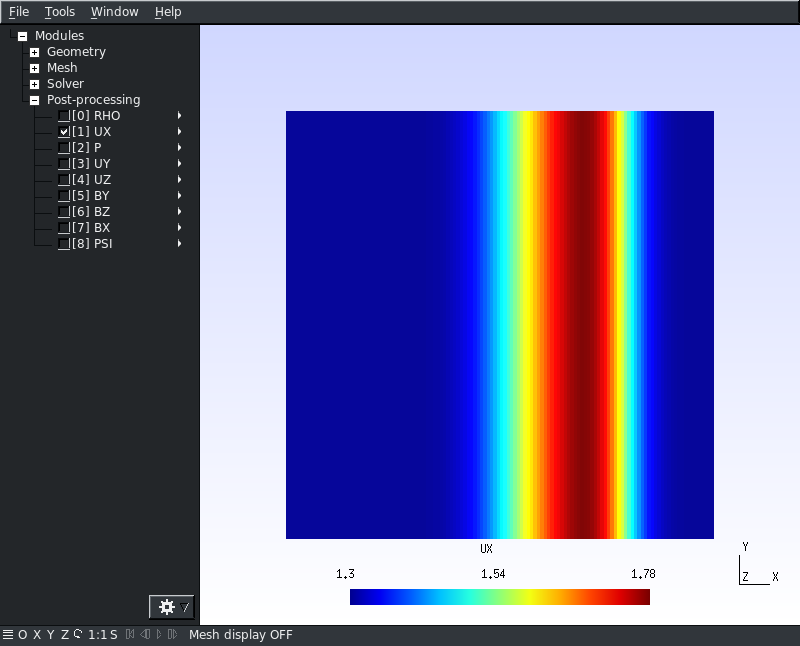 File Tools Window Help
Modules
Geometry
Mesh
Solver
Post-processing
[0] RHO
[1] UX
[2] P
[3] UY
[4] UZ
[5] BY
[6] BZ
[7] BX
[8] PSI
UX
1.3 1.54 1.78
Y
Z X
O X Y Z 1:1 S Mesh display OFF